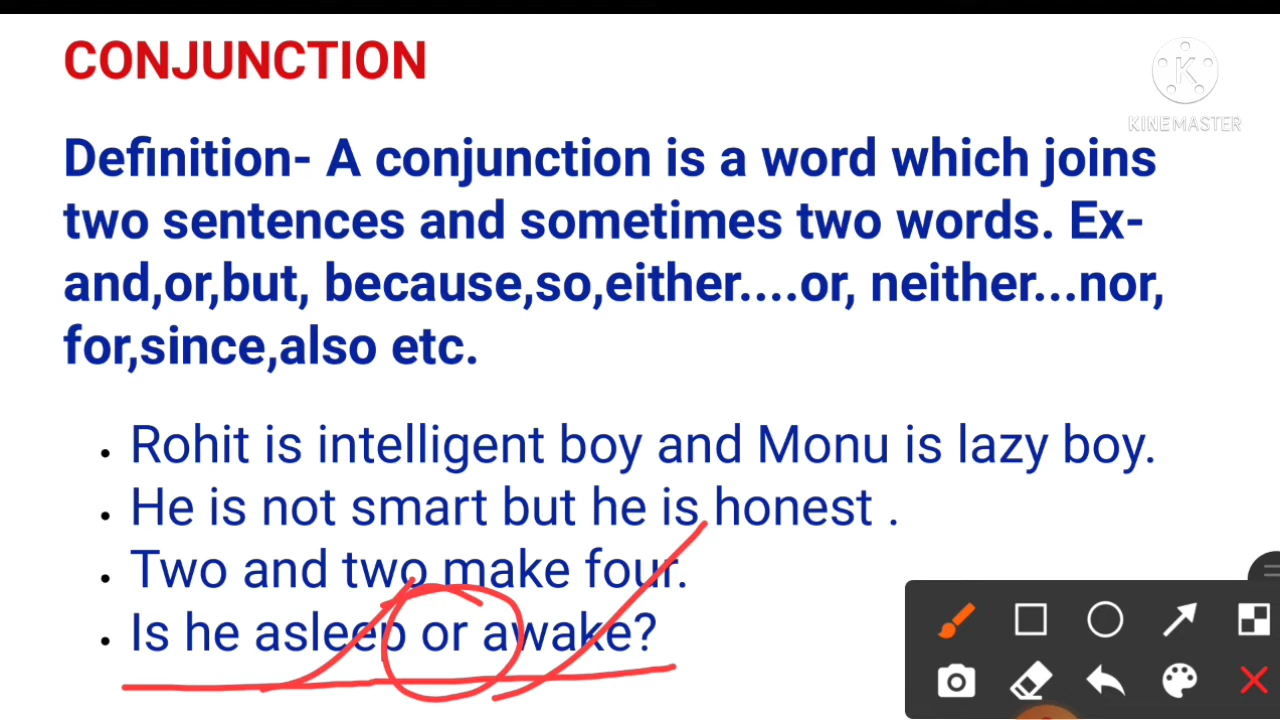 CONJUNCTION
K
KINEMASTER
Definition- A conjunction is a word which joins
two sentences and sometimes two words. Ex-
and,or,but, because,so,either....or, neither...nor,
for,since,also etc.
• Rohit is intelligent boy and Monu is lazy boy.
• He is not smart but he is honest .
• Two and two make four.
• Is he asleep or awake?